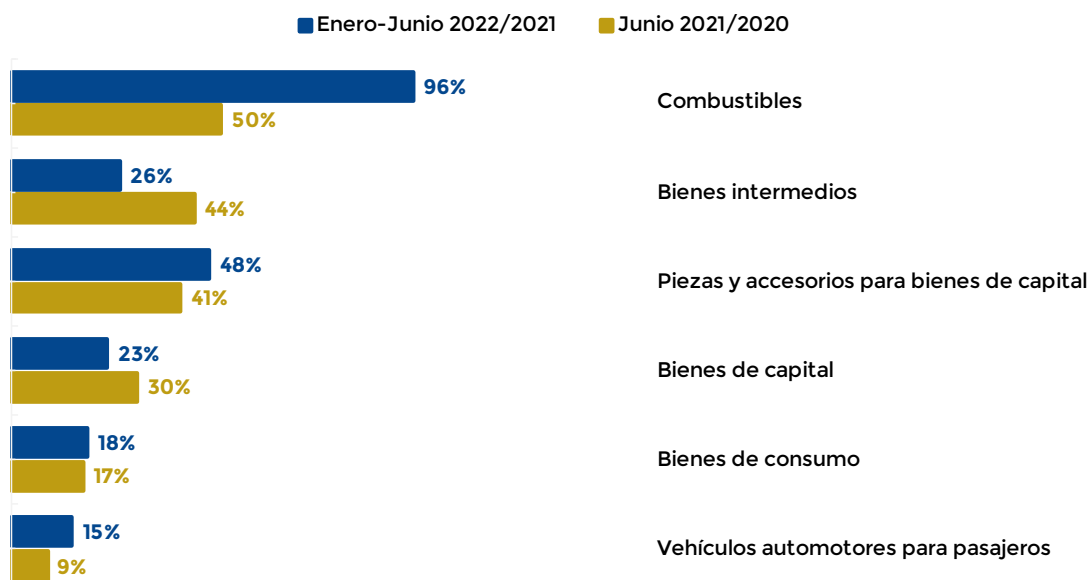 Enero-Junio 2022/2021 Junio 2021/2020
96%
Combustibles
50%
26%
Bienes intermedios
44%
48%
Piezas y accesorios para bienes de capital
41%
23%
Bienes de capital
30%
18%
Bienes de consumo
17%
15%
Vehículos automotores para pasajeros
9%